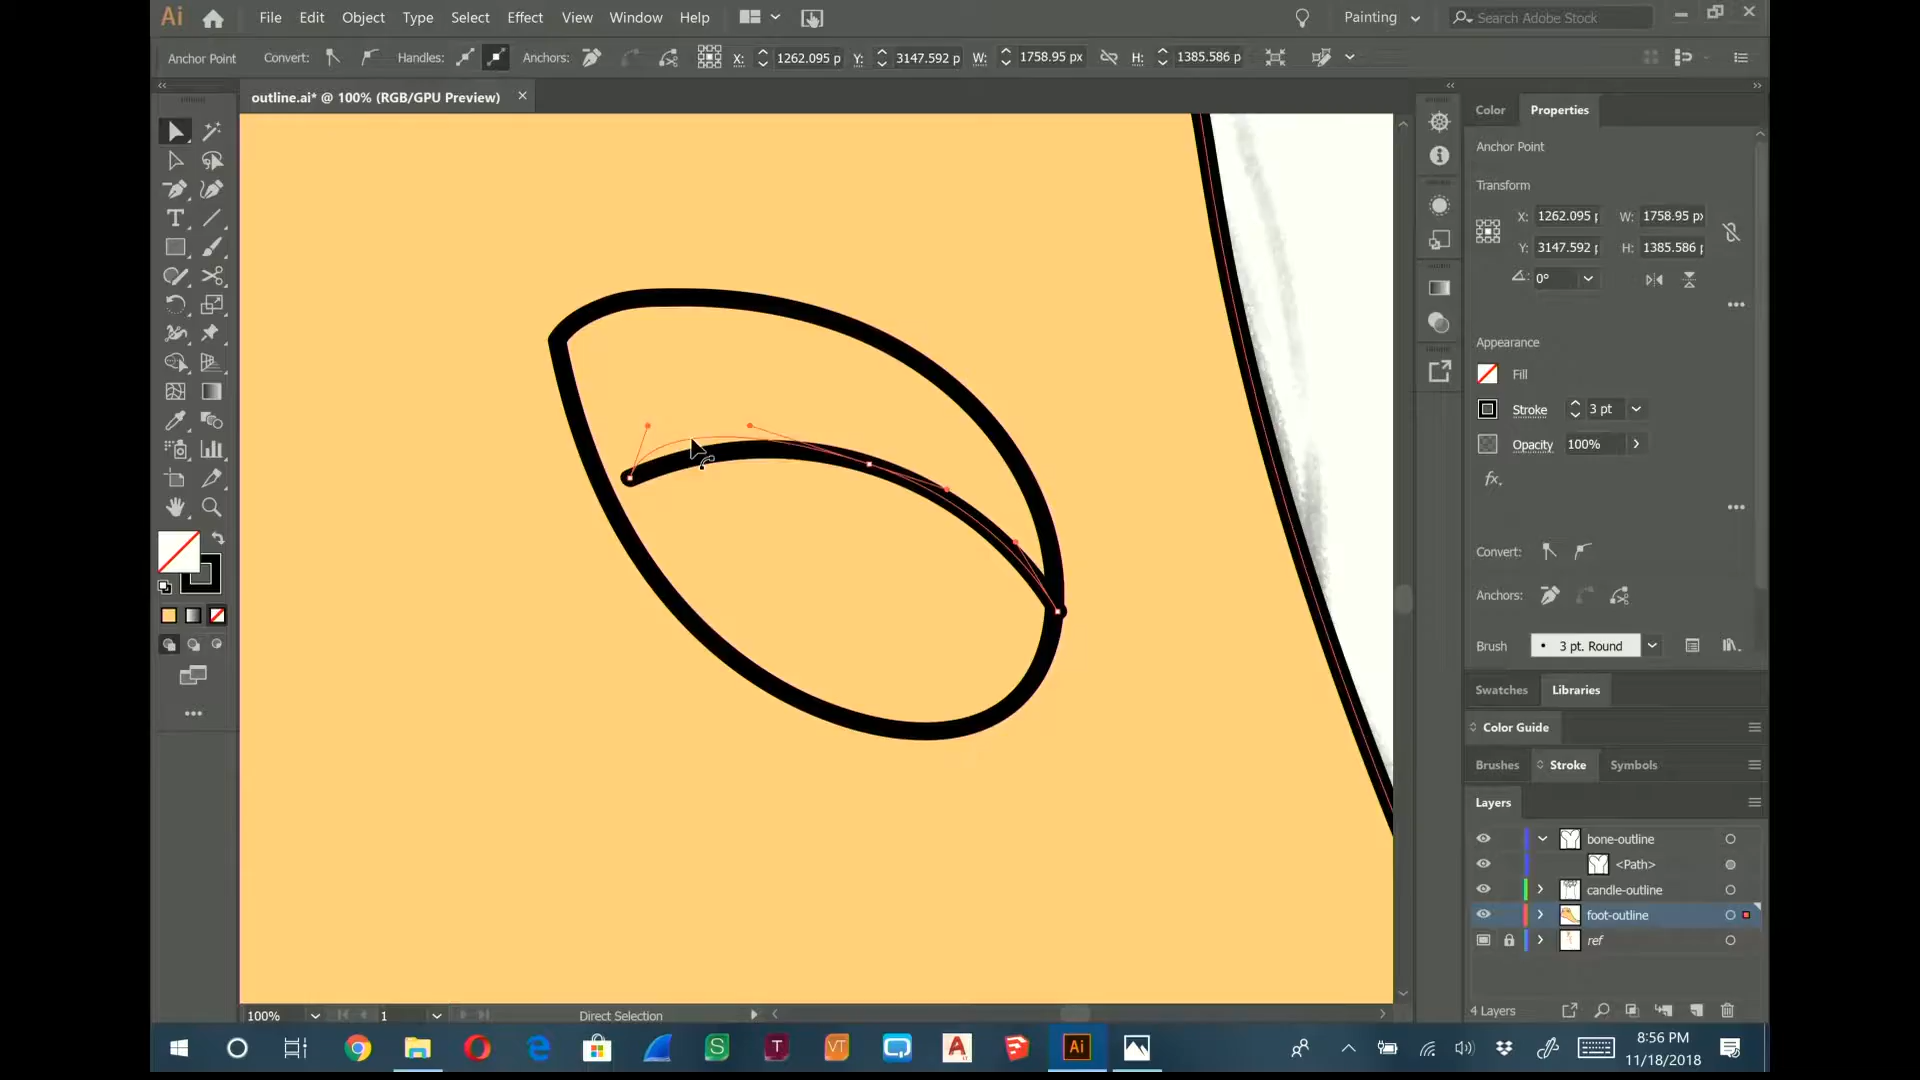 Ai File Edit Object Type Select Effect View Window Help Painting Search Adobe Stock
Anchor Point Convert: Handles: Anchors: X: 1262.095 p Y: 3147.592 p W: 1758.95 px H: 1385.586 p
outline.ai* @ 100% (RGB/GPU Preview)
Color Properties
Anchor Point
Transform
X: 1262.095 p W: 1758.95 px
Y: 3147.592 p H: 1385.586 p
0°
Appearance
Fill
Stroke 3 pt
Opacity 100%
fx.
Convert:
Anchors:
Brush 3 pt. Round
Swatches Libraries
Color Guide
Brushes Stroke Symbols
Layers
bone-outline
<Path>
candle-outline
foot-outline
ref
4 Layers
100% 1 Direct Selection
8:56 PM
11/18/2018